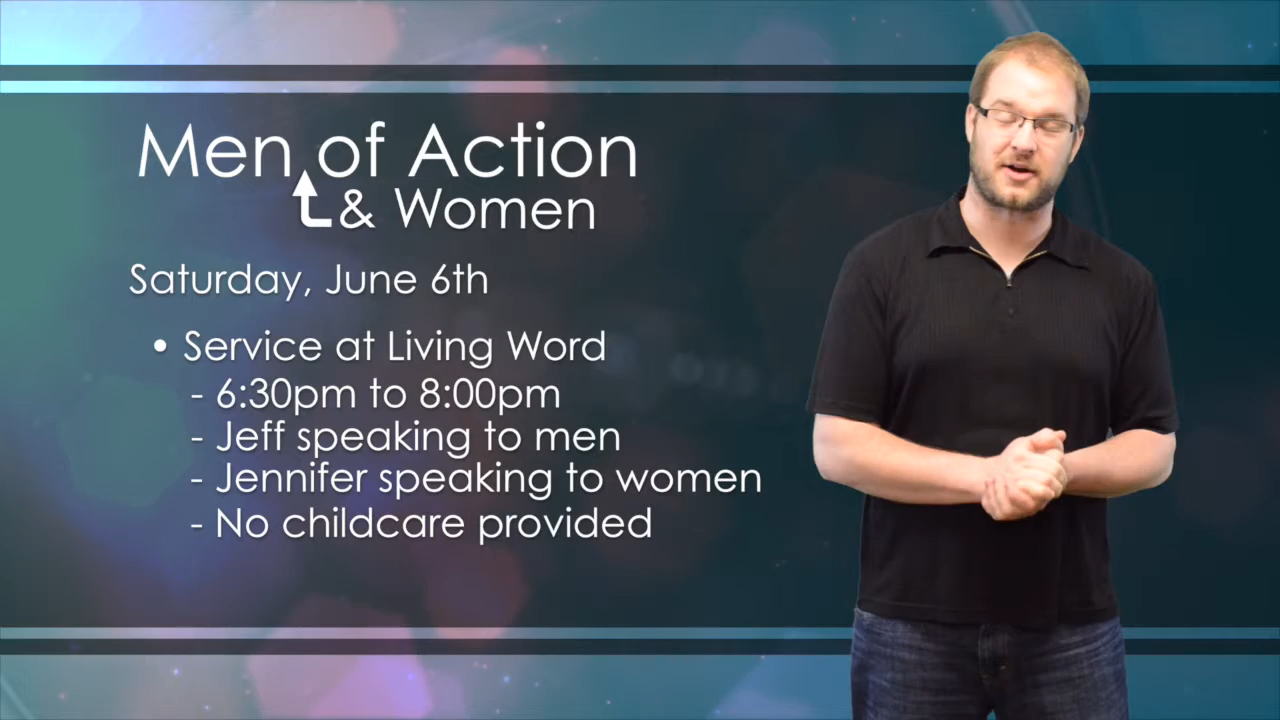 Men of Action
& Women
Saturday, June 6th
• Service at Living Word
- 6:30pm to 8:00pm
- Jeff speaking to men
- Jennifer speaking to women
- No childcare provided